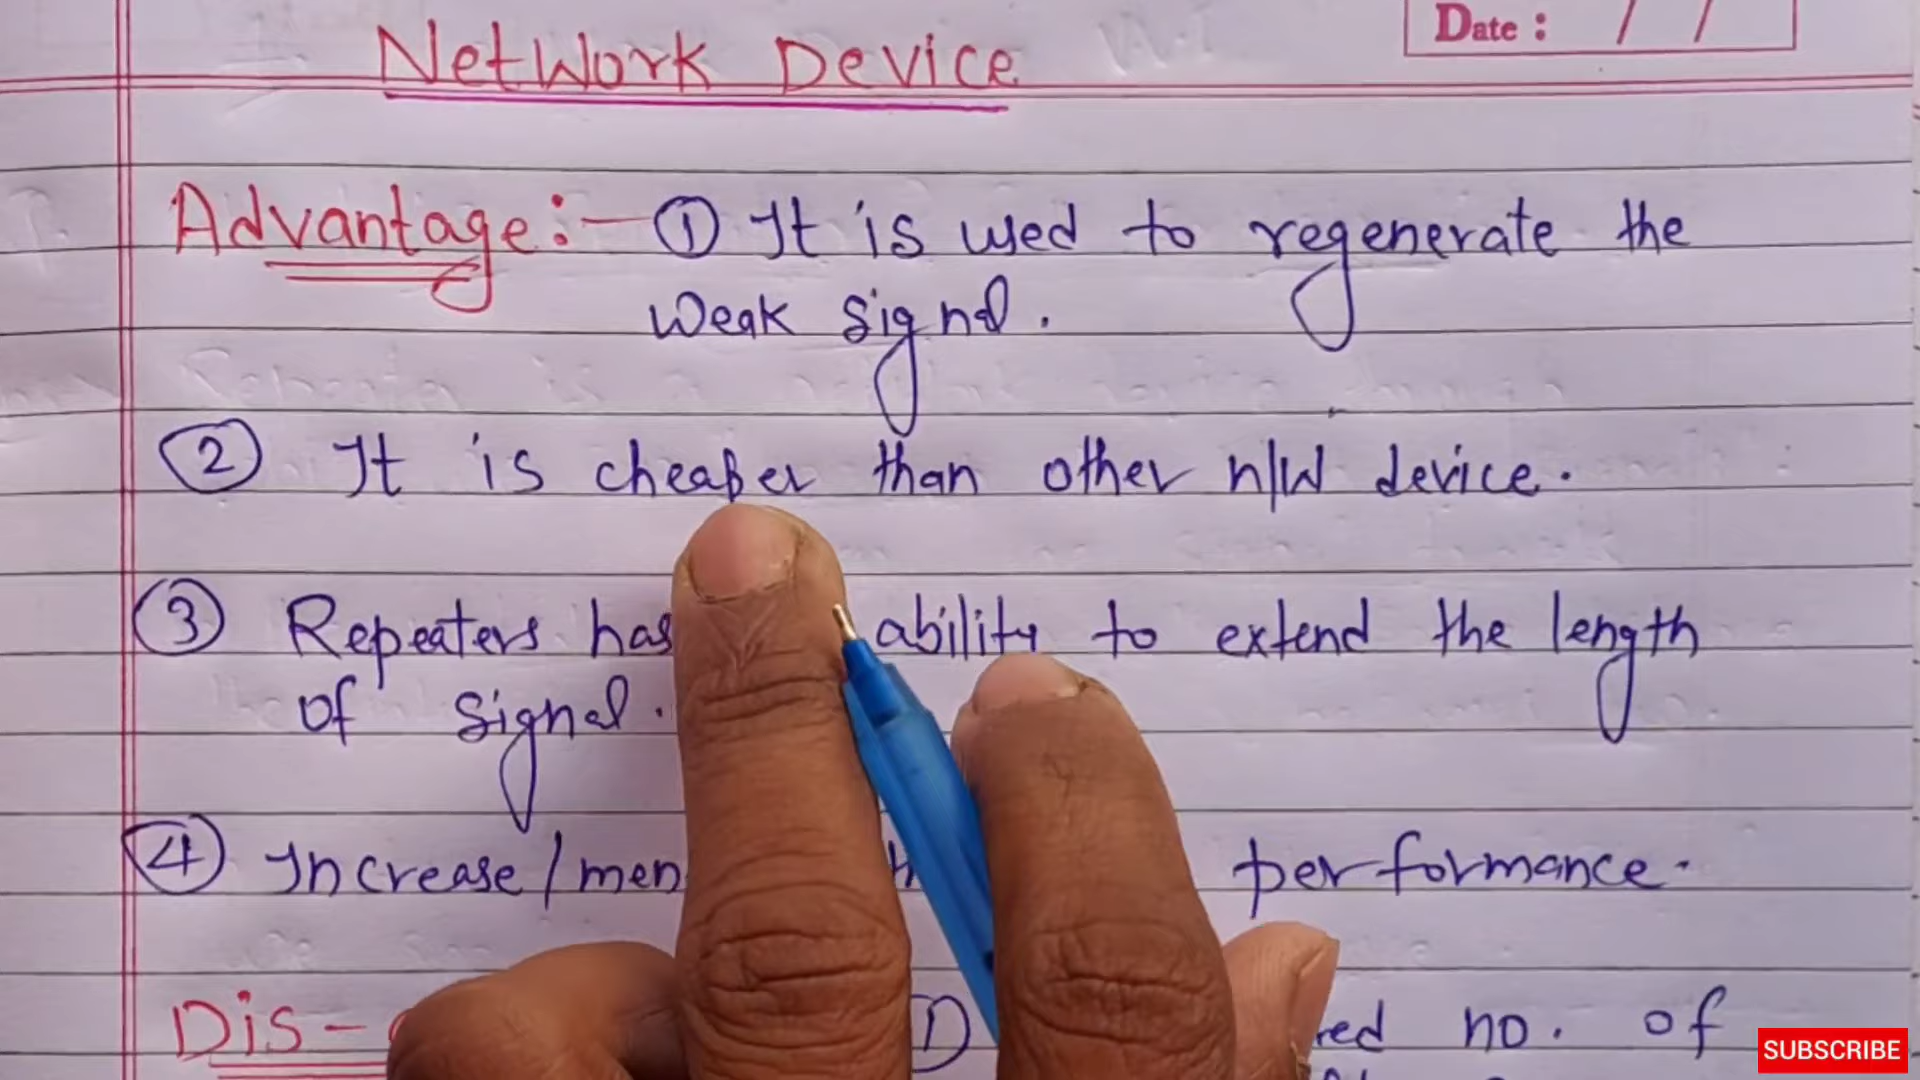 Date : / /
Network Device
Advantage:- ① It is used to regenerate the
weak signal.
② It is cheaper than other n/w device.
③ Repeaters has ability to extend the length
of signal.
④ Increase / performance.
Dis- ① no. of
SUBSCRIBE